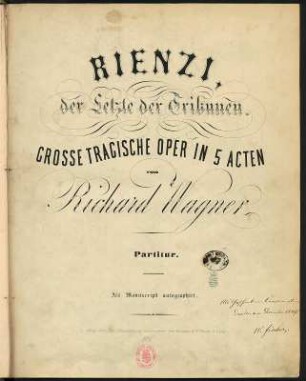 RIENZI,
der Letzte der Tribunen.
GROSSE TRAGISCHE OPER IN 5 ACTEN
von
Richard Wagner.
Partitur.
Als Manuscript autographirt.